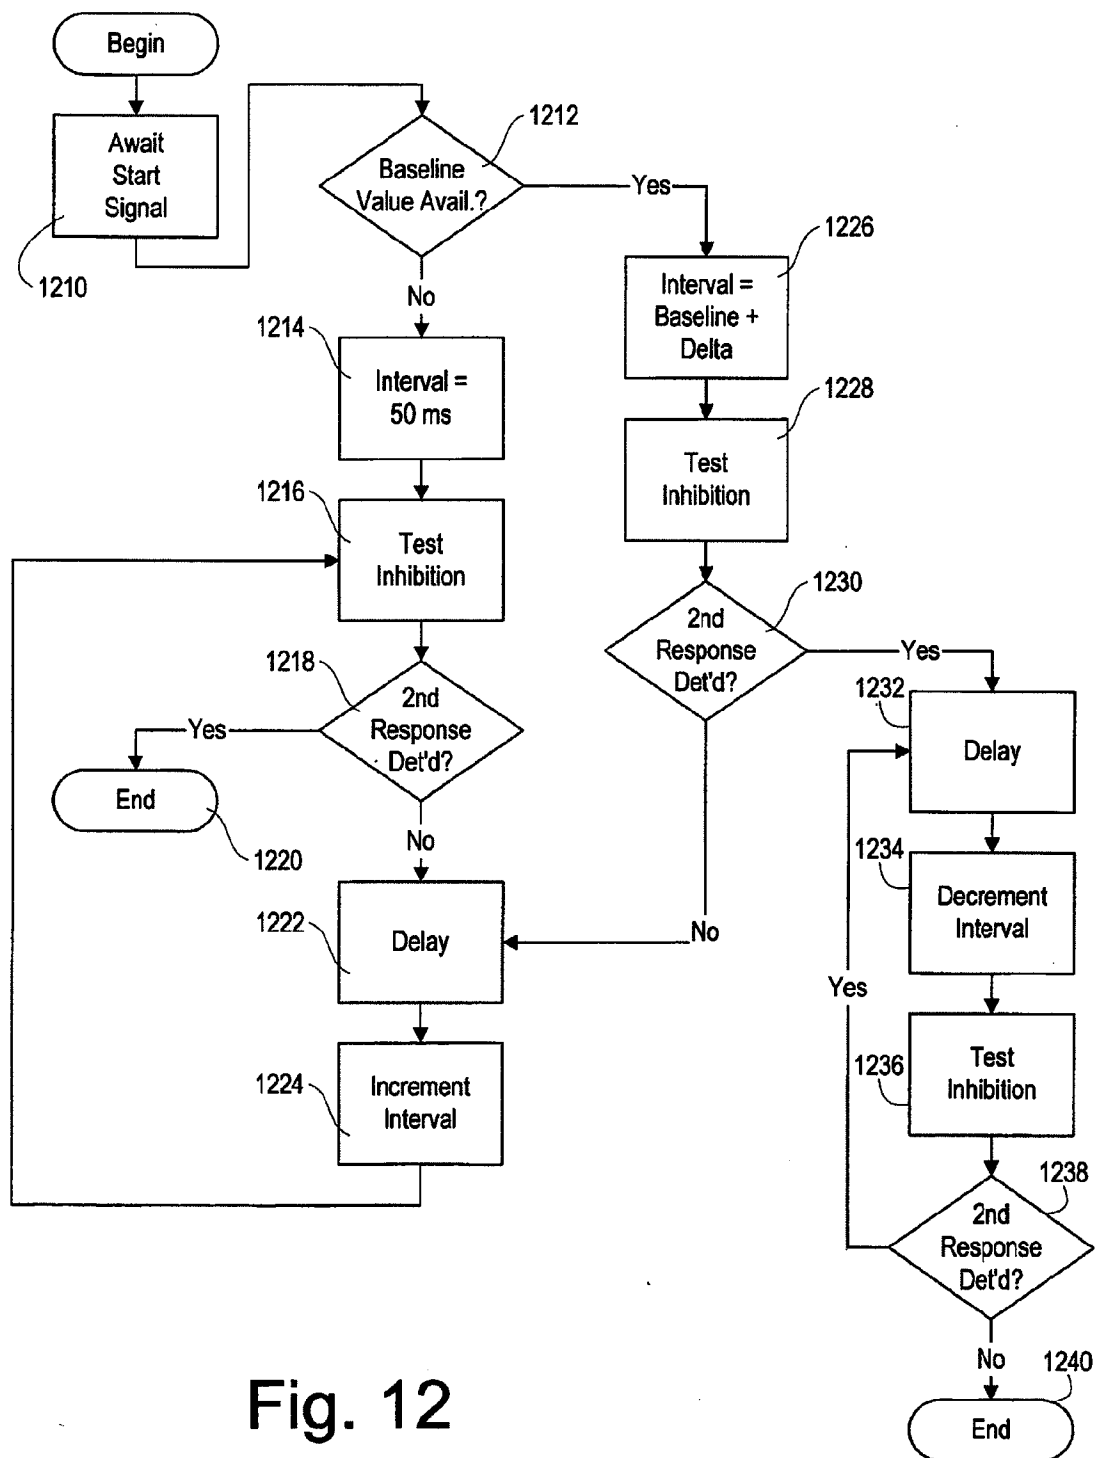 Begin
Await
Start
Signal
1210
Baseline
Value Avail.?
1212
Yes
No
1214
Interval =
50 ms
1216
Test
Inhibition
1218
2nd
Response
Det'd?
Yes
End
1220
No
1222
Delay
1224
Increment
Interval
1226
Interval =
Baseline +
Delta
1228
Test
Inhibition
1230
2nd
Response
Det'd?
Yes
No
1232
Delay
1234
Decrement
Interval
Yes
1236
Test
Inhibition
1238
2nd
Response
Det'd?
No
1240
End
Fig. 12